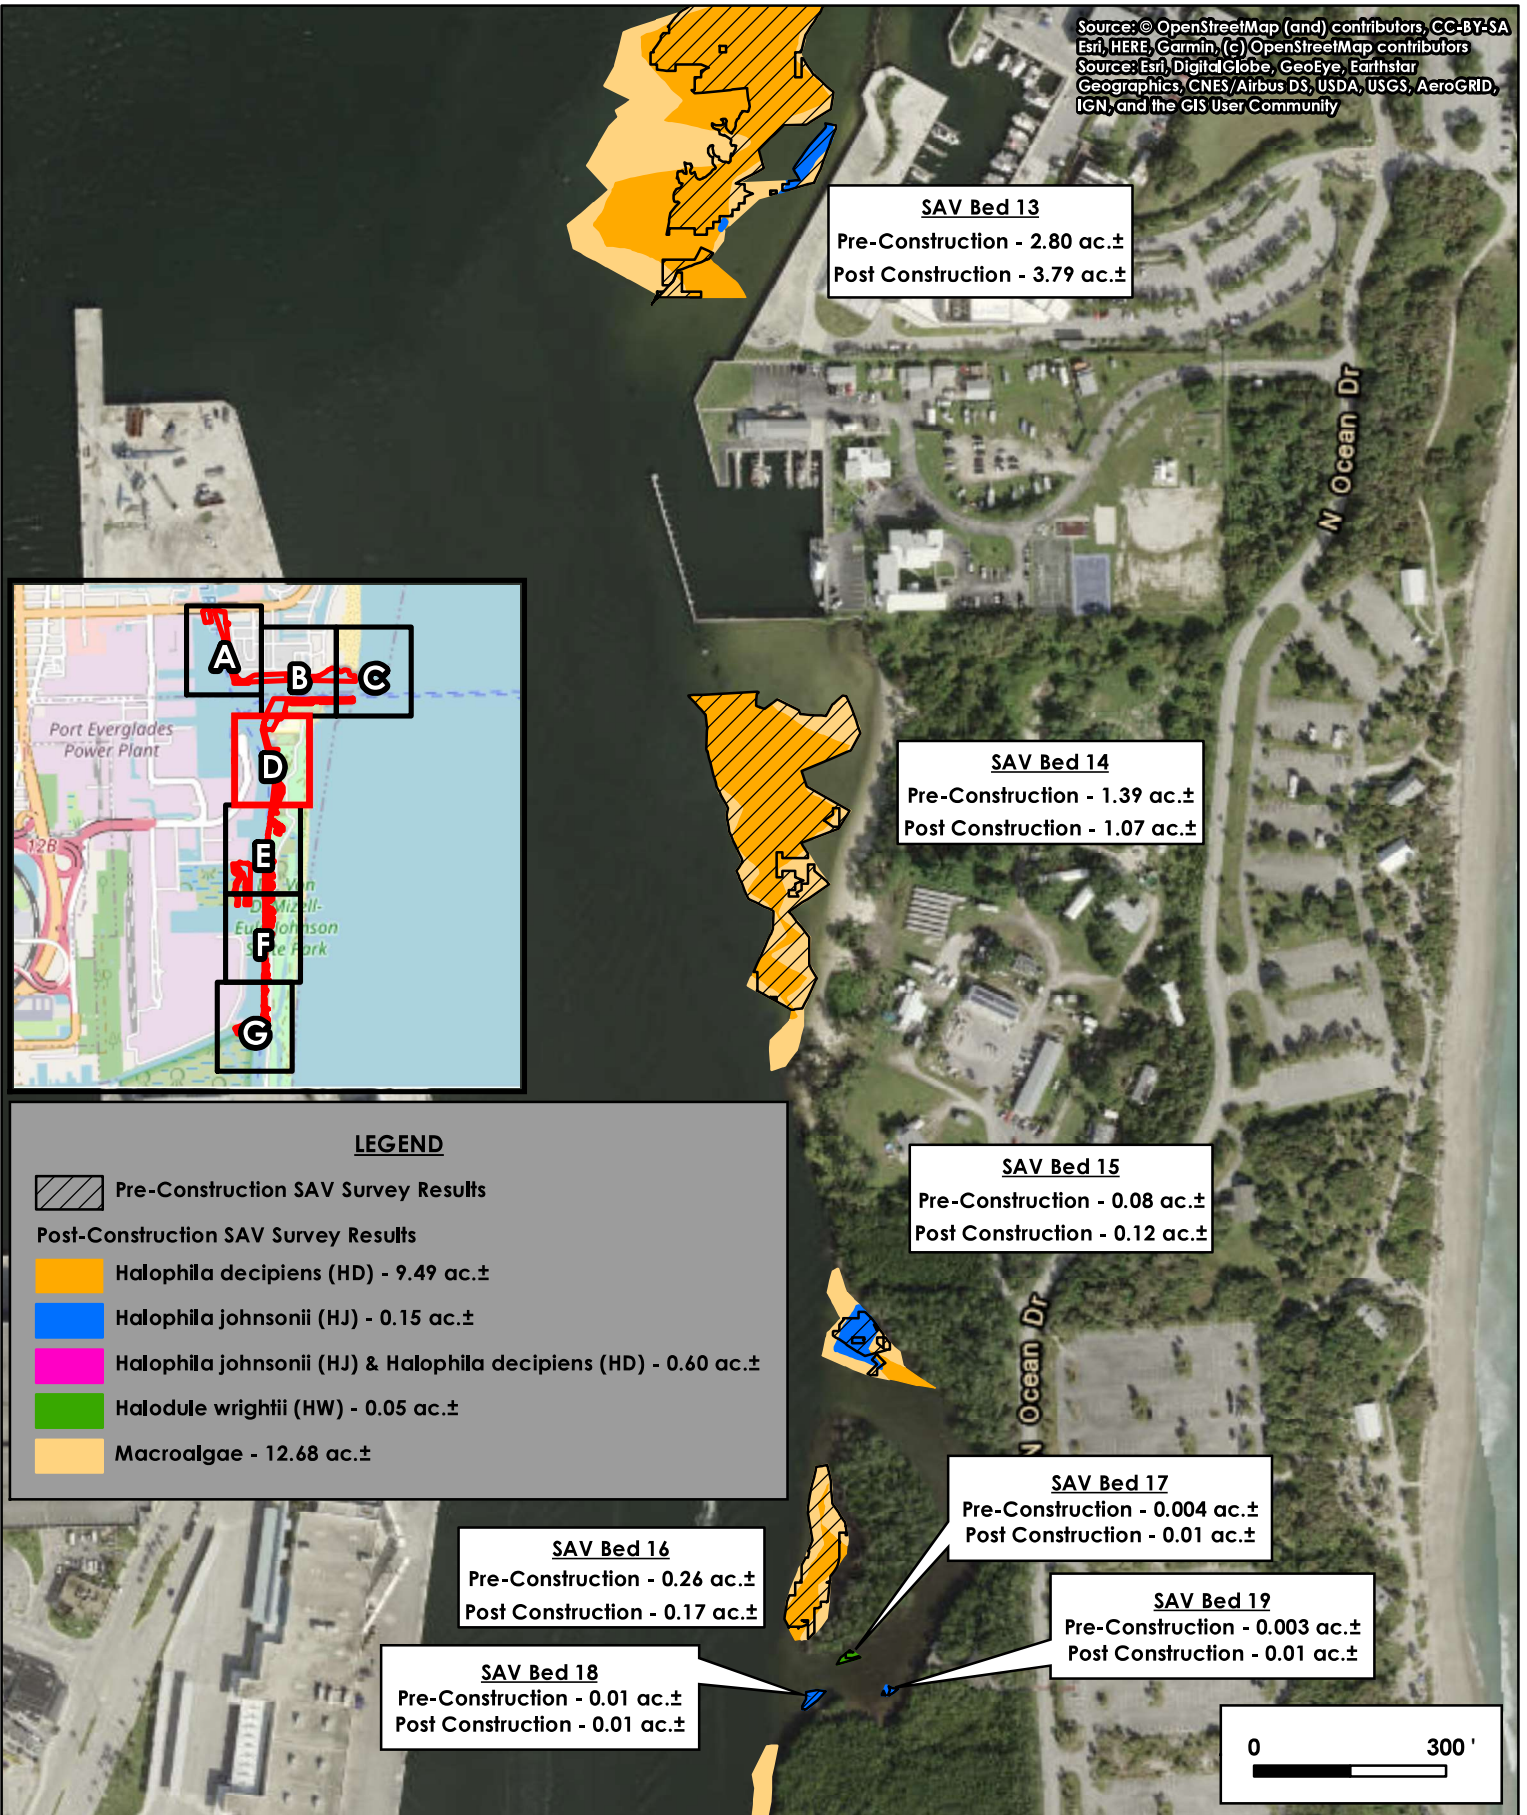 Source: © OpenStreetMap (and) contributors, CC-BY-SA
Esri, HERE, Garmin, (c) OpenStreetMap contributors
Source: Esri, DigitalGlobe, GeoEye, Earthstar
Geographics, CNES/Airbus DS, USDA, USGS, AeroGRID,
IGN, and the GIS User Community
SAV Bed 13
Pre-Construction - 2.80 ac.±
Post Construction - 3.79 ac.±
N Ocean Dr
A
B
C
Port Everglades
Power Plant
D
12B
E
Van
D. Mizell-
Eula Johnson
State Park
F
G
SAV Bed 14
Pre-Construction - 1.39 ac.±
Post Construction - 1.07 ac.±
LEGEND
Pre-Construction SAV Survey Results
Post-Construction SAV Survey Results
Halophila decipiens (HD) - 9.49 ac.±
Halophila johnsonii (HJ) - 0.15 ac.±
Halophila johnsonii (HJ) & Halophila decipiens (HD) - 0.60 ac.±
Halodule wrightii (HW) - 0.05 ac.±
Macroalgae - 12.68 ac.±
SAV Bed 15
Pre-Construction - 0.08 ac.±
Post Construction - 0.12 ac.±
N Ocean Dr
SAV Bed 17
Pre-Construction - 0.004 ac.±
Post Construction - 0.01 ac.±
SAV Bed 16
Pre-Construction - 0.26 ac.±
Post Construction - 0.17 ac.±
SAV Bed 19
Pre-Construction - 0.003 ac.±
Post Construction - 0.01 ac.±
SAV Bed 18
Pre-Construction - 0.01 ac.±
Post Construction - 0.01 ac.±
0 300 '